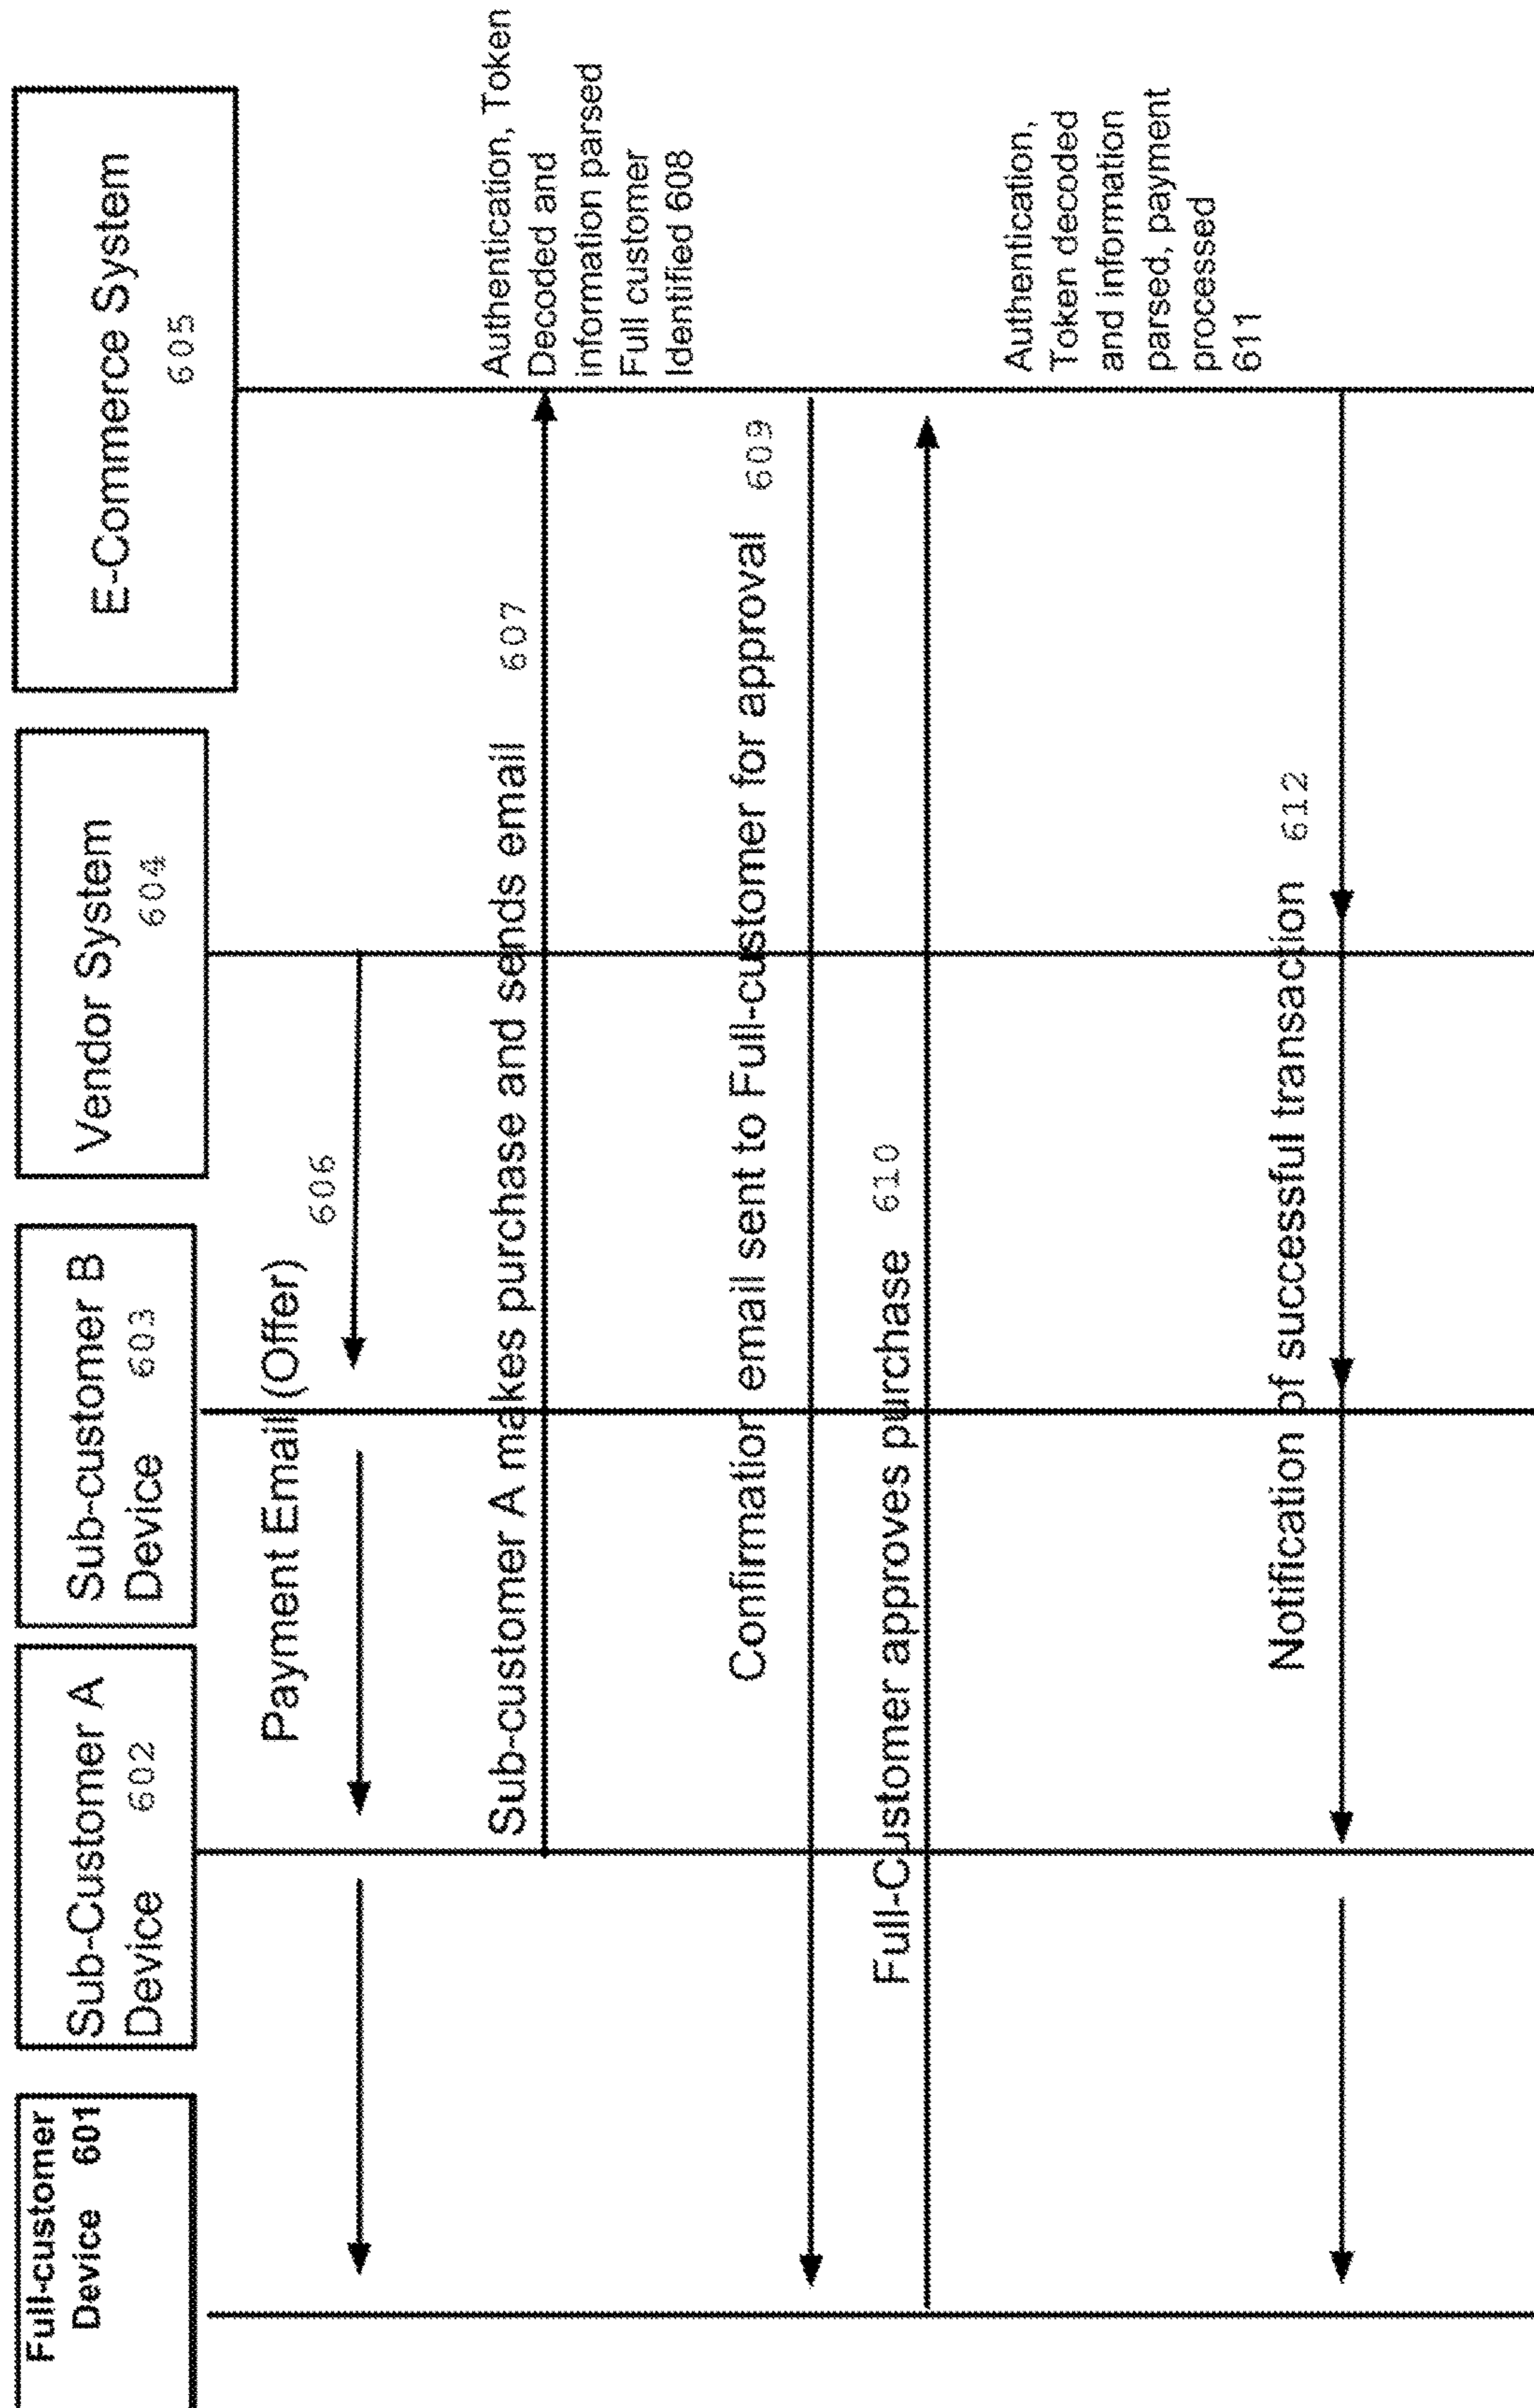 Full-customer
Device 601
Sub-Customer A
Device 602
Sub-customer B
Device 603
Vendor System
604
E-Commerce System
605
Payment Email (Offer)
606
Sub-customer A makes purchase and sends email 607
Authentication, Token
Decoded and
information parsed
Full customer
Identified 608
Confirmation email sent to Full-customer for approval 609
Full-Customer approves purchase 610
Authentication,
Token decoded
and information
parsed, payment
processed
611
Notification of successful transaction 612